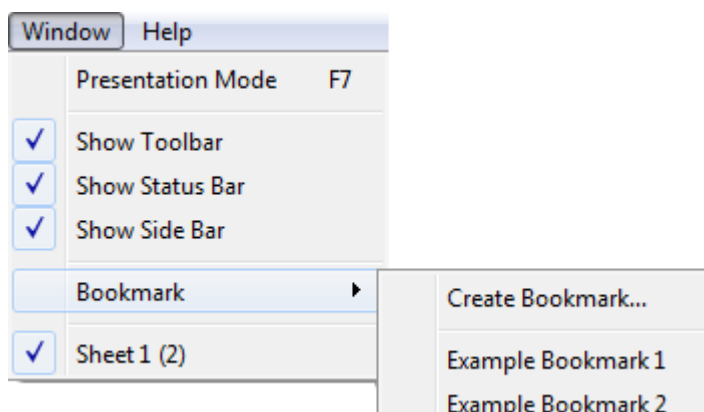 Window Help
Presentation Mode F7
Show Toolbar
Show Status Bar
Show Side Bar
Bookmark
Create Bookmark...
Sheet 1 (2)
Example Bookmark 1
Example Bookmark 2